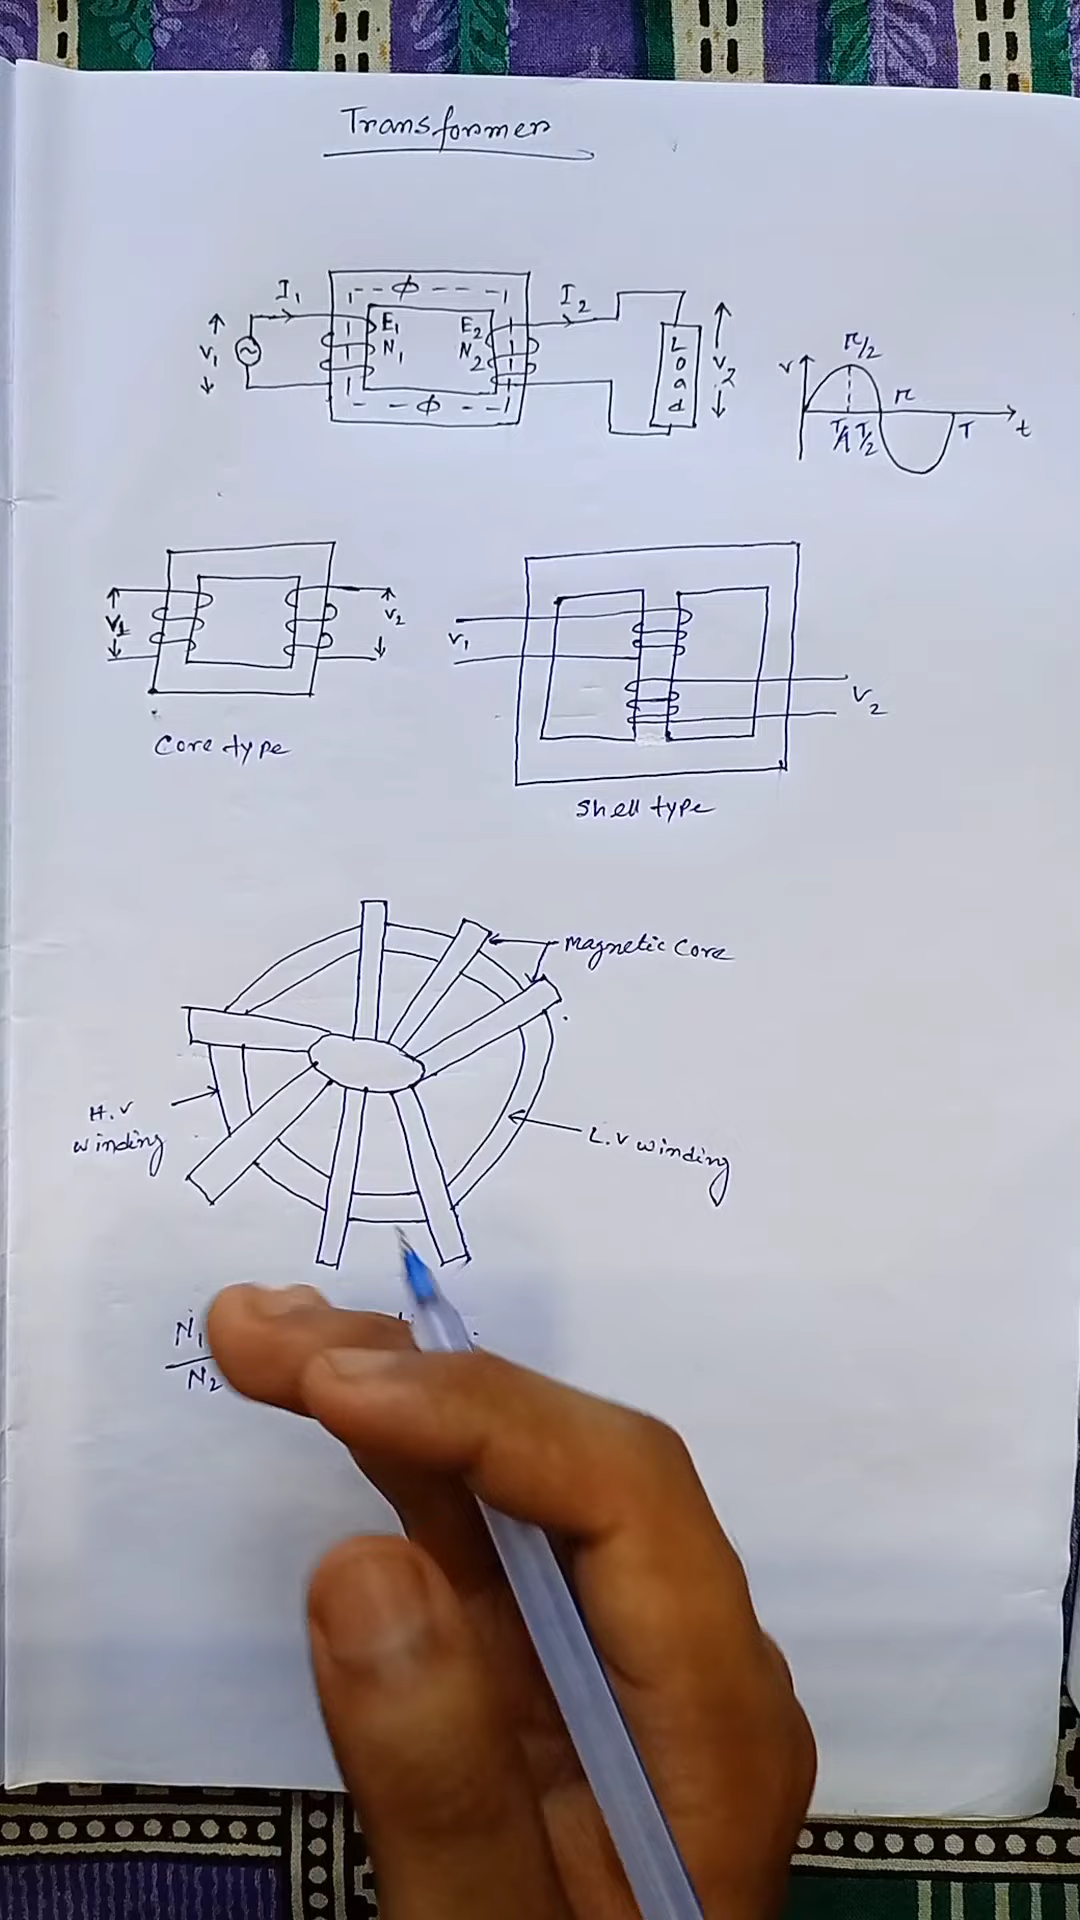 Transformer
I1
ϕ
I2
V1
E1
E2
N1
N2
Load
V2
ϕ
V
π/2
π
T/4 T/2
T
t
V1
V2
V1
V2
Core type
Shell type
Magnetic Core
H.V
winding
L.V winding
N1
N2